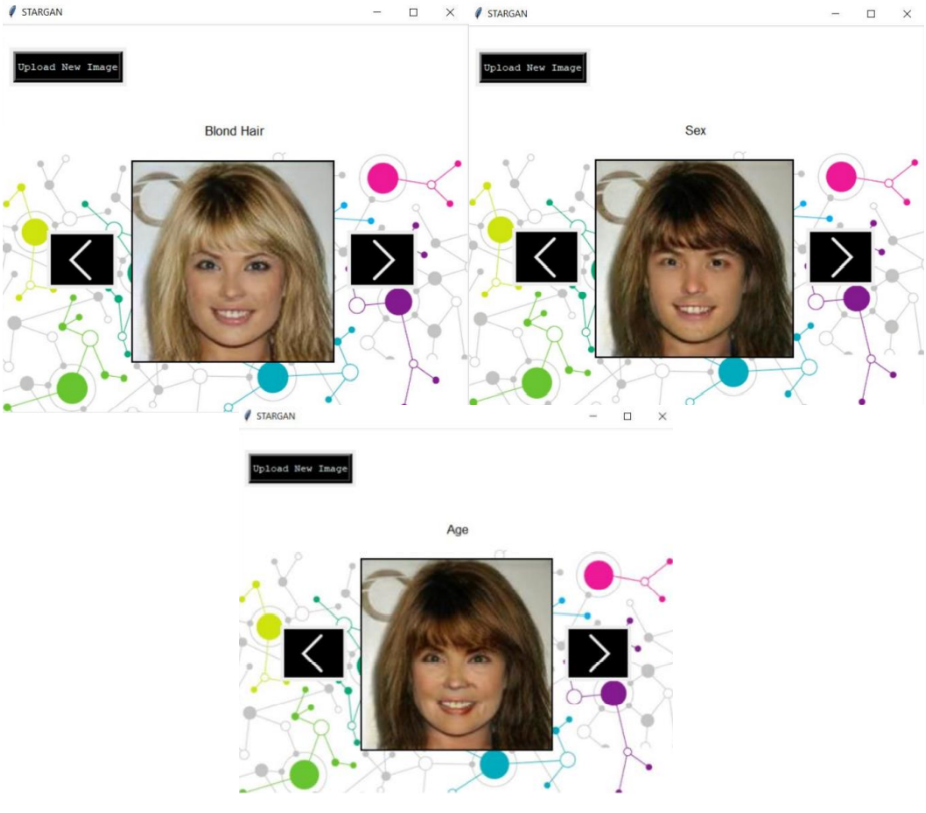 STARGAN
Upload New Image
Blond Hair
STARGAN
Upload New Image
Sex
STARGAN
Upload New Image
Age